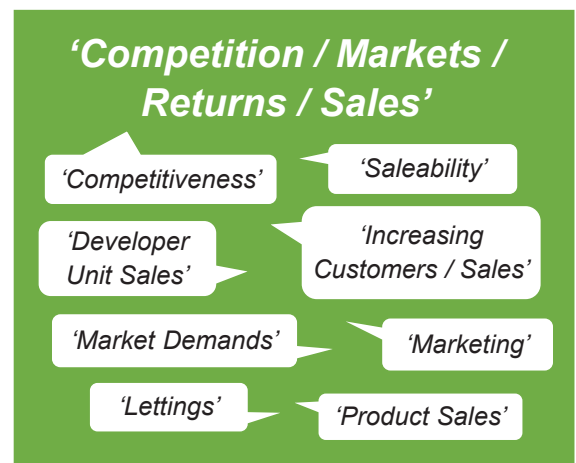 ‘Competition / Markets /
Returns / Sales’
‘Competitiveness’
‘Saleability’
‘Developer
Unit Sales’
‘Increasing
Customers / Sales’
‘Market Demands’
‘Marketing’
‘Lettings’
‘Product Sales’